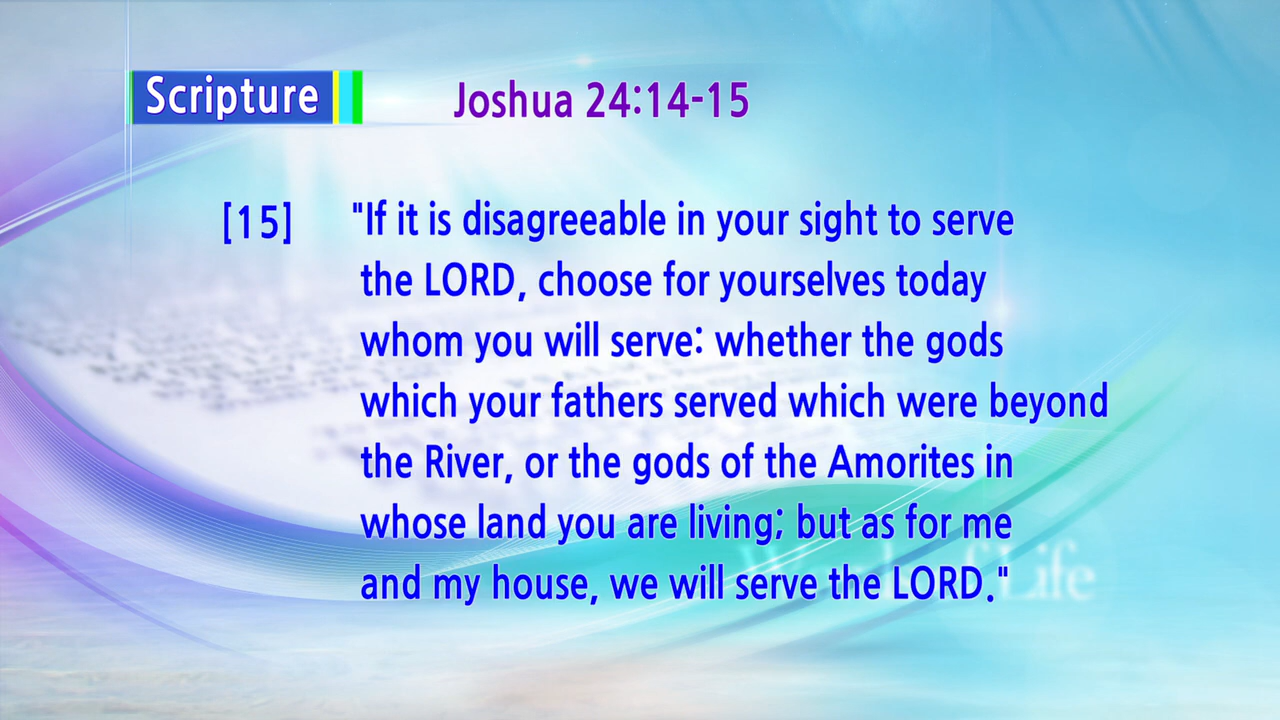 Scripture
Joshua 24:14-15
[15]
"If it is disagreeable in your sight to serve
the LORD, choose for yourselves today
whom you will serve: whether the gods
which your fathers served which were beyond
the River, or the gods of the Amorites in
whose land you are living; but as for me
and my house, we will serve the LORD."
of Life